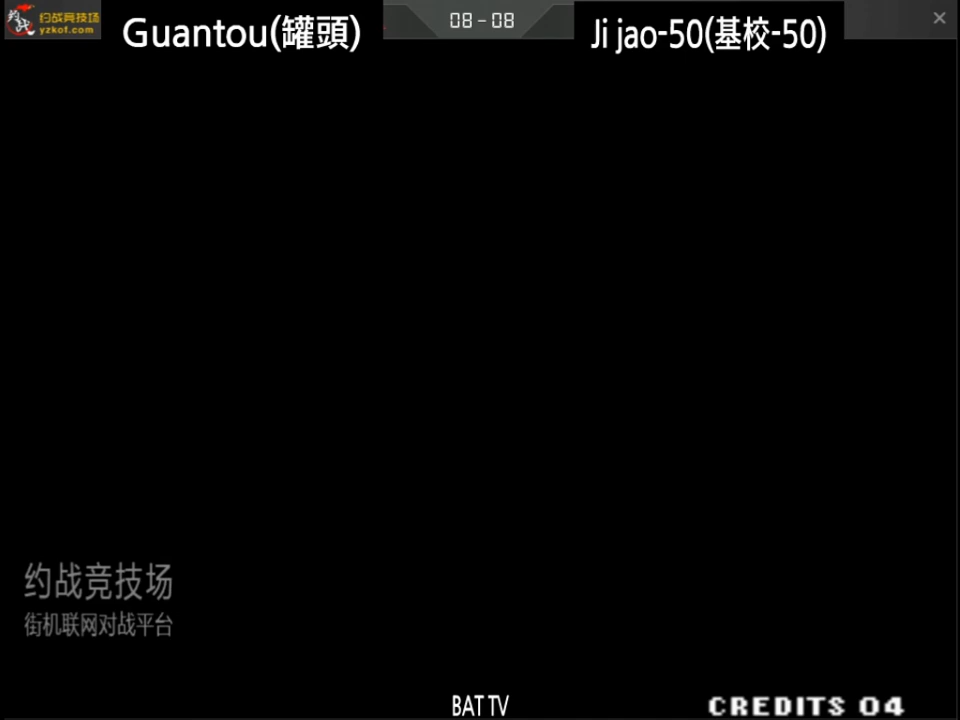 约战竞技场
yzkof.com
Guantou(罐頭)
08-08
Ji jao-50(基校-50)
约战竞技场
街机联网对战平台
BAT TV
CREDITS 04